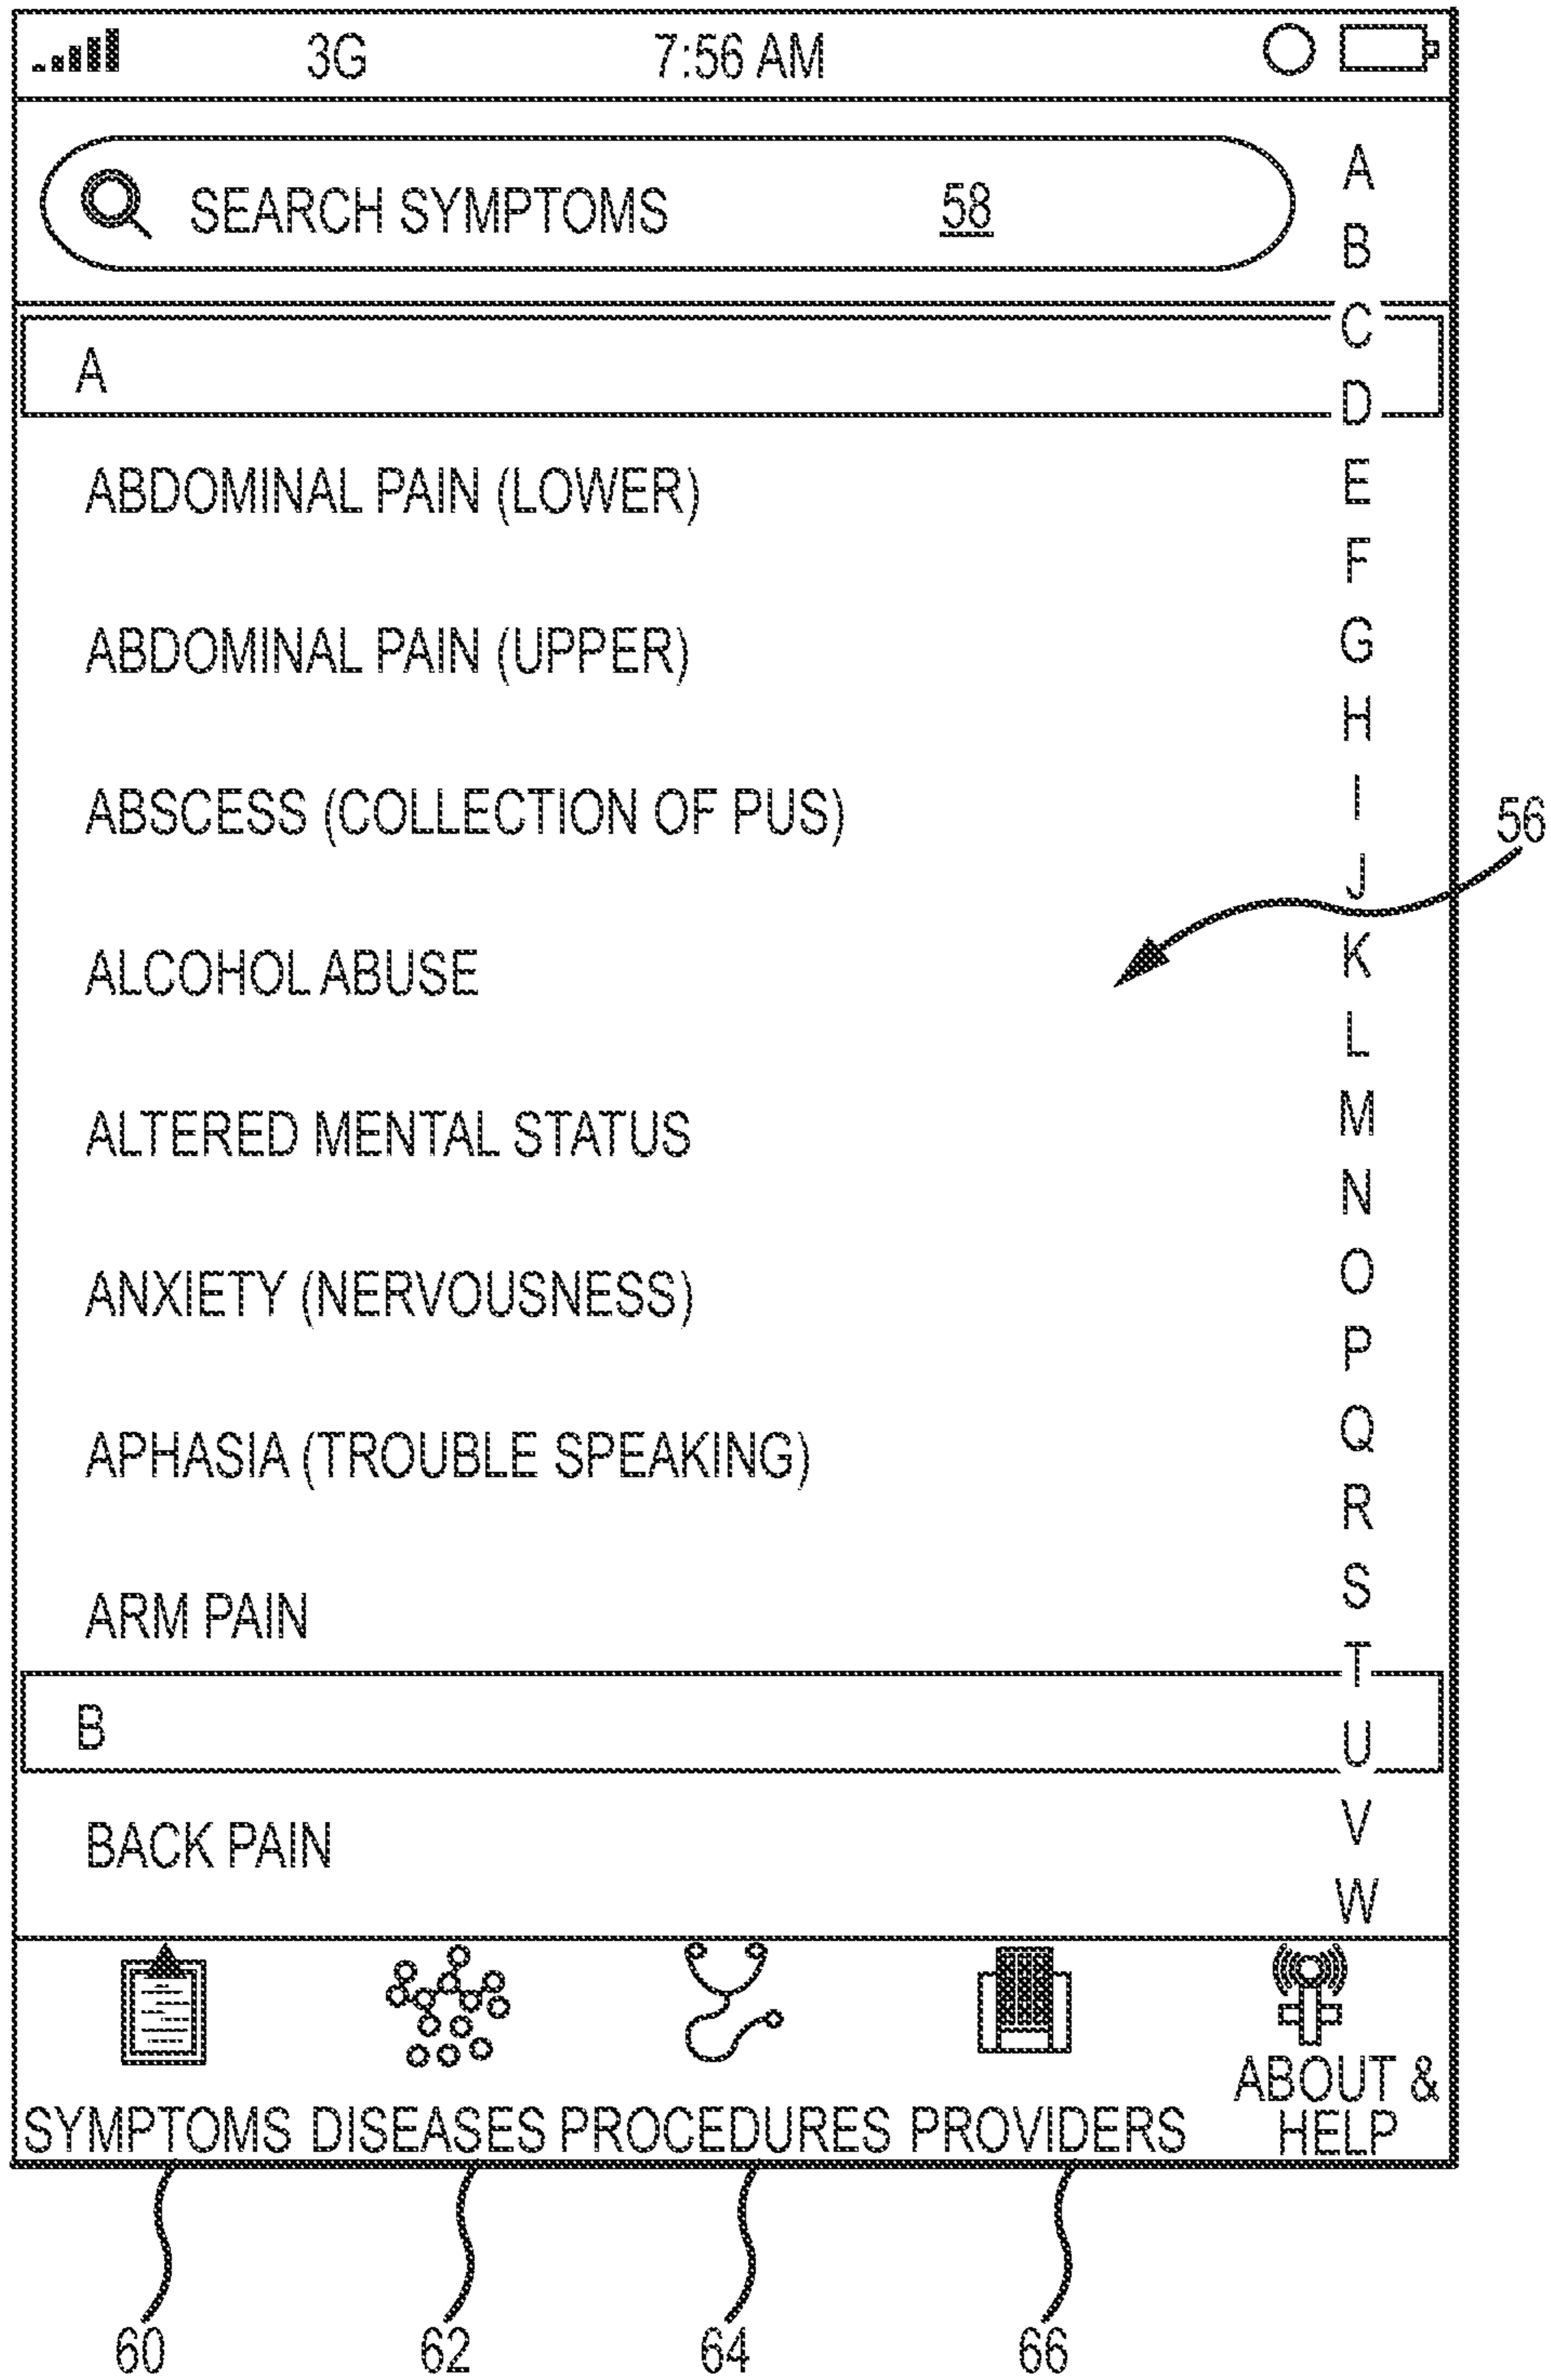 3G 7:56 AM
SEARCH SYMPTOMS 58
A
ABDOMINAL PAIN (LOWER)
ABDOMINAL PAIN (UPPER)
ABSCESS (COLLECTION OF PUS)
ALCOHOL ABUSE
ALTERED MENTAL STATUS
ANXIETY (NERVOUSNESS)
APHASIA (TROUBLE SPEAKING)
ARM PAIN
B
BACK PAIN
A
B
C
D
E
F
G
H
I
J
K
L
M
N
O
P
Q
R
S
T
U
V
W
56
SYMPTOMS DISEASES PROCEDURES PROVIDERS
ABOUT &
HELP
60 62 64 66